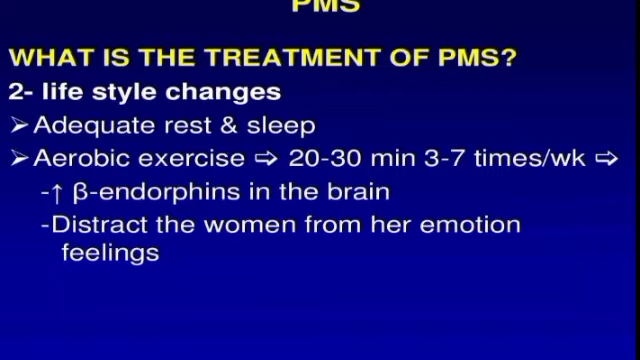 PMS
WHAT IS THE TREATMENT OF PMS?
2- life style changes
➢Adequate rest & sleep
➢Aerobic exercise ⇨ 20-30 min 3-7 times/wk ⇨
-↑ β-endorphins in the brain
-Distract the women from her emotion
feelings